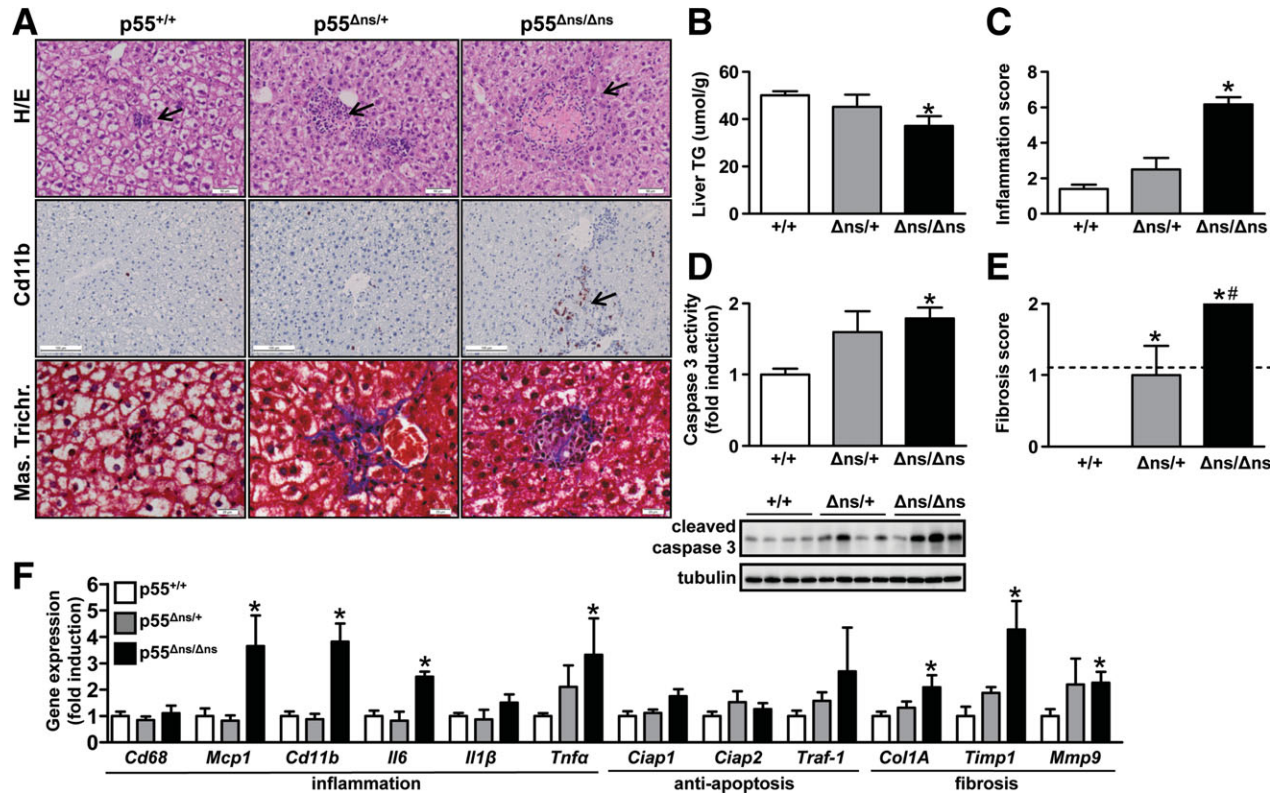 A
p55+/+
p55Δns/+
p55Δns/Δns
H/E
Cd11b
Mas. Trichr.
B
Liver TG (umol/g)
60
40
20
0
+/+
Δns/+
Δns/Δns
*
C
Inflammation score
8
6
4
2
0
+/+
Δns/+
Δns/Δns
*
D
Caspase 3 activity
(fold induction)
2
1
0
+/+
Δns/+
Δns/Δns
*
+/+
Δns/+
Δns/Δns
cleaved
caspase 3
tubulin
E
Fibrosis score
2
1
0
+/+
Δns/+
Δns/Δns
*
*#
F
Gene expression
(fold induction)
6
5
4
3
2
1
0
p55+/+
p55Δns/+
p55Δns/Δns
* * * * * * *
Cd68 Mcp1 Cd11b Il6 Il1β Tnfα Ciap1 Ciap2 Traf-1 Col1A Timp1 Mmp9
inflammation anti-apoptosis fibrosis